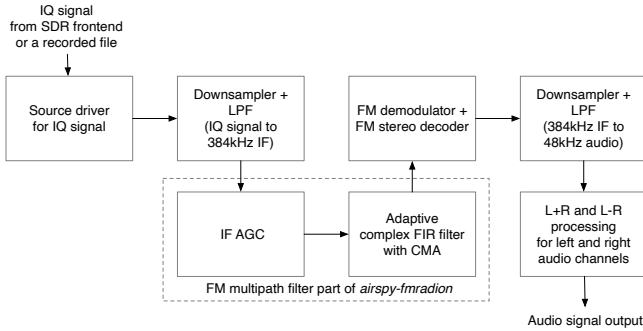 IQ signal
from SDR frontend
or a recorded file
Source driver
for IQ signal
Downsampler +
LPF
(IQ signal to
384kHz IF)
IF AGC
Adaptive
complex FIR filter
with CMA
FM multipath filter part of airspy-fmradion
FM demodulator +
FM stereo decoder
Downsampler +
LPF
(384kHz IF to
48kHz audio)
L+R and L-R
processing
for left and right
audio channels
Audio signal output